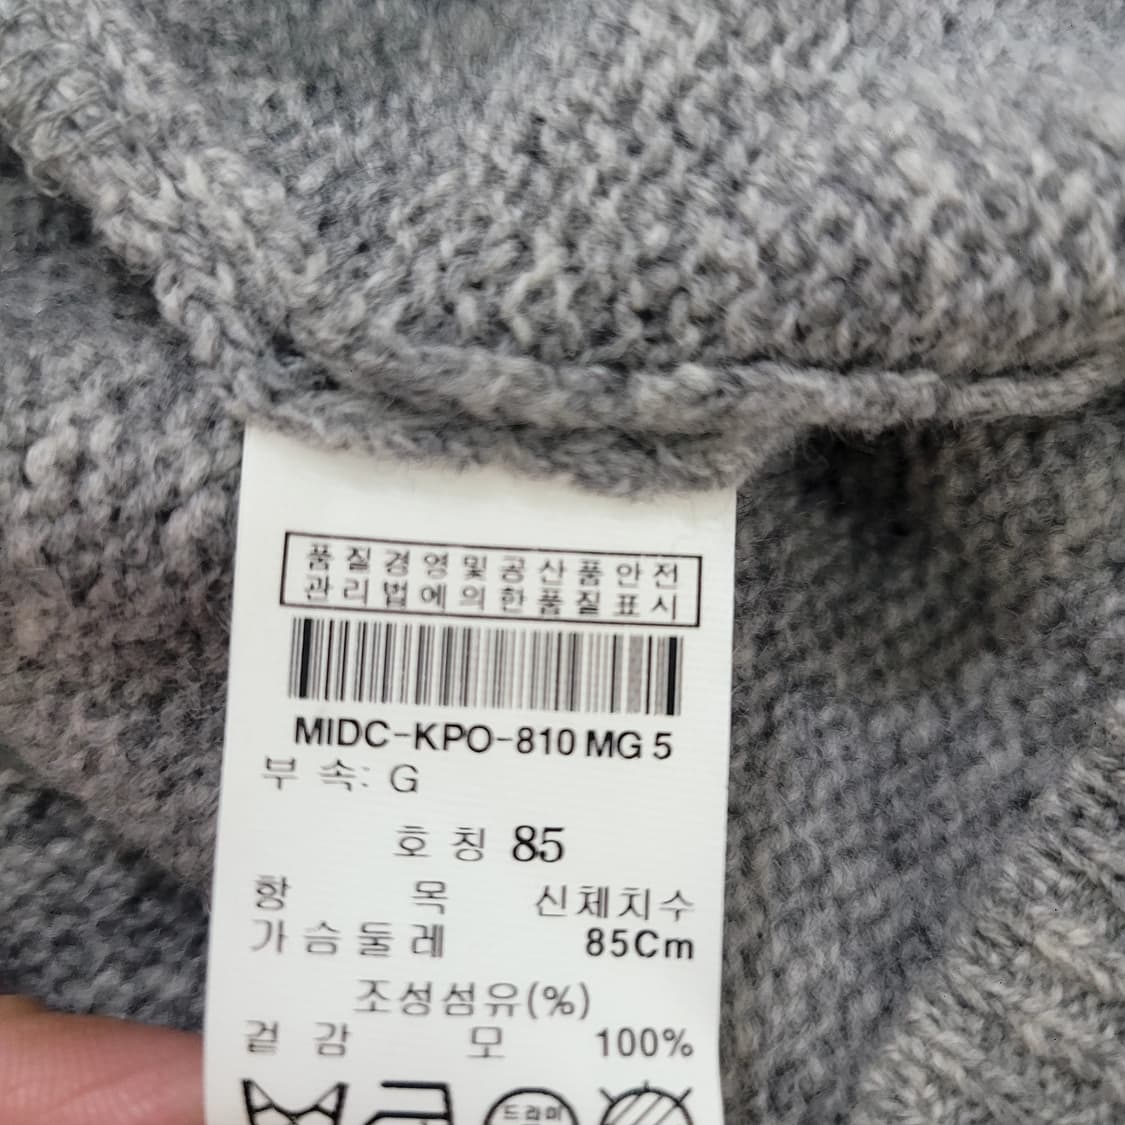 품질경영및공산품안전
관리법에의한품질표시
MIDC-KPO-810 MG 5
부 속: G
호 칭 85
항 목 신체치수
가슴둘레 85Cm
조성섬유(%)
겉 감 모 100%
드라이